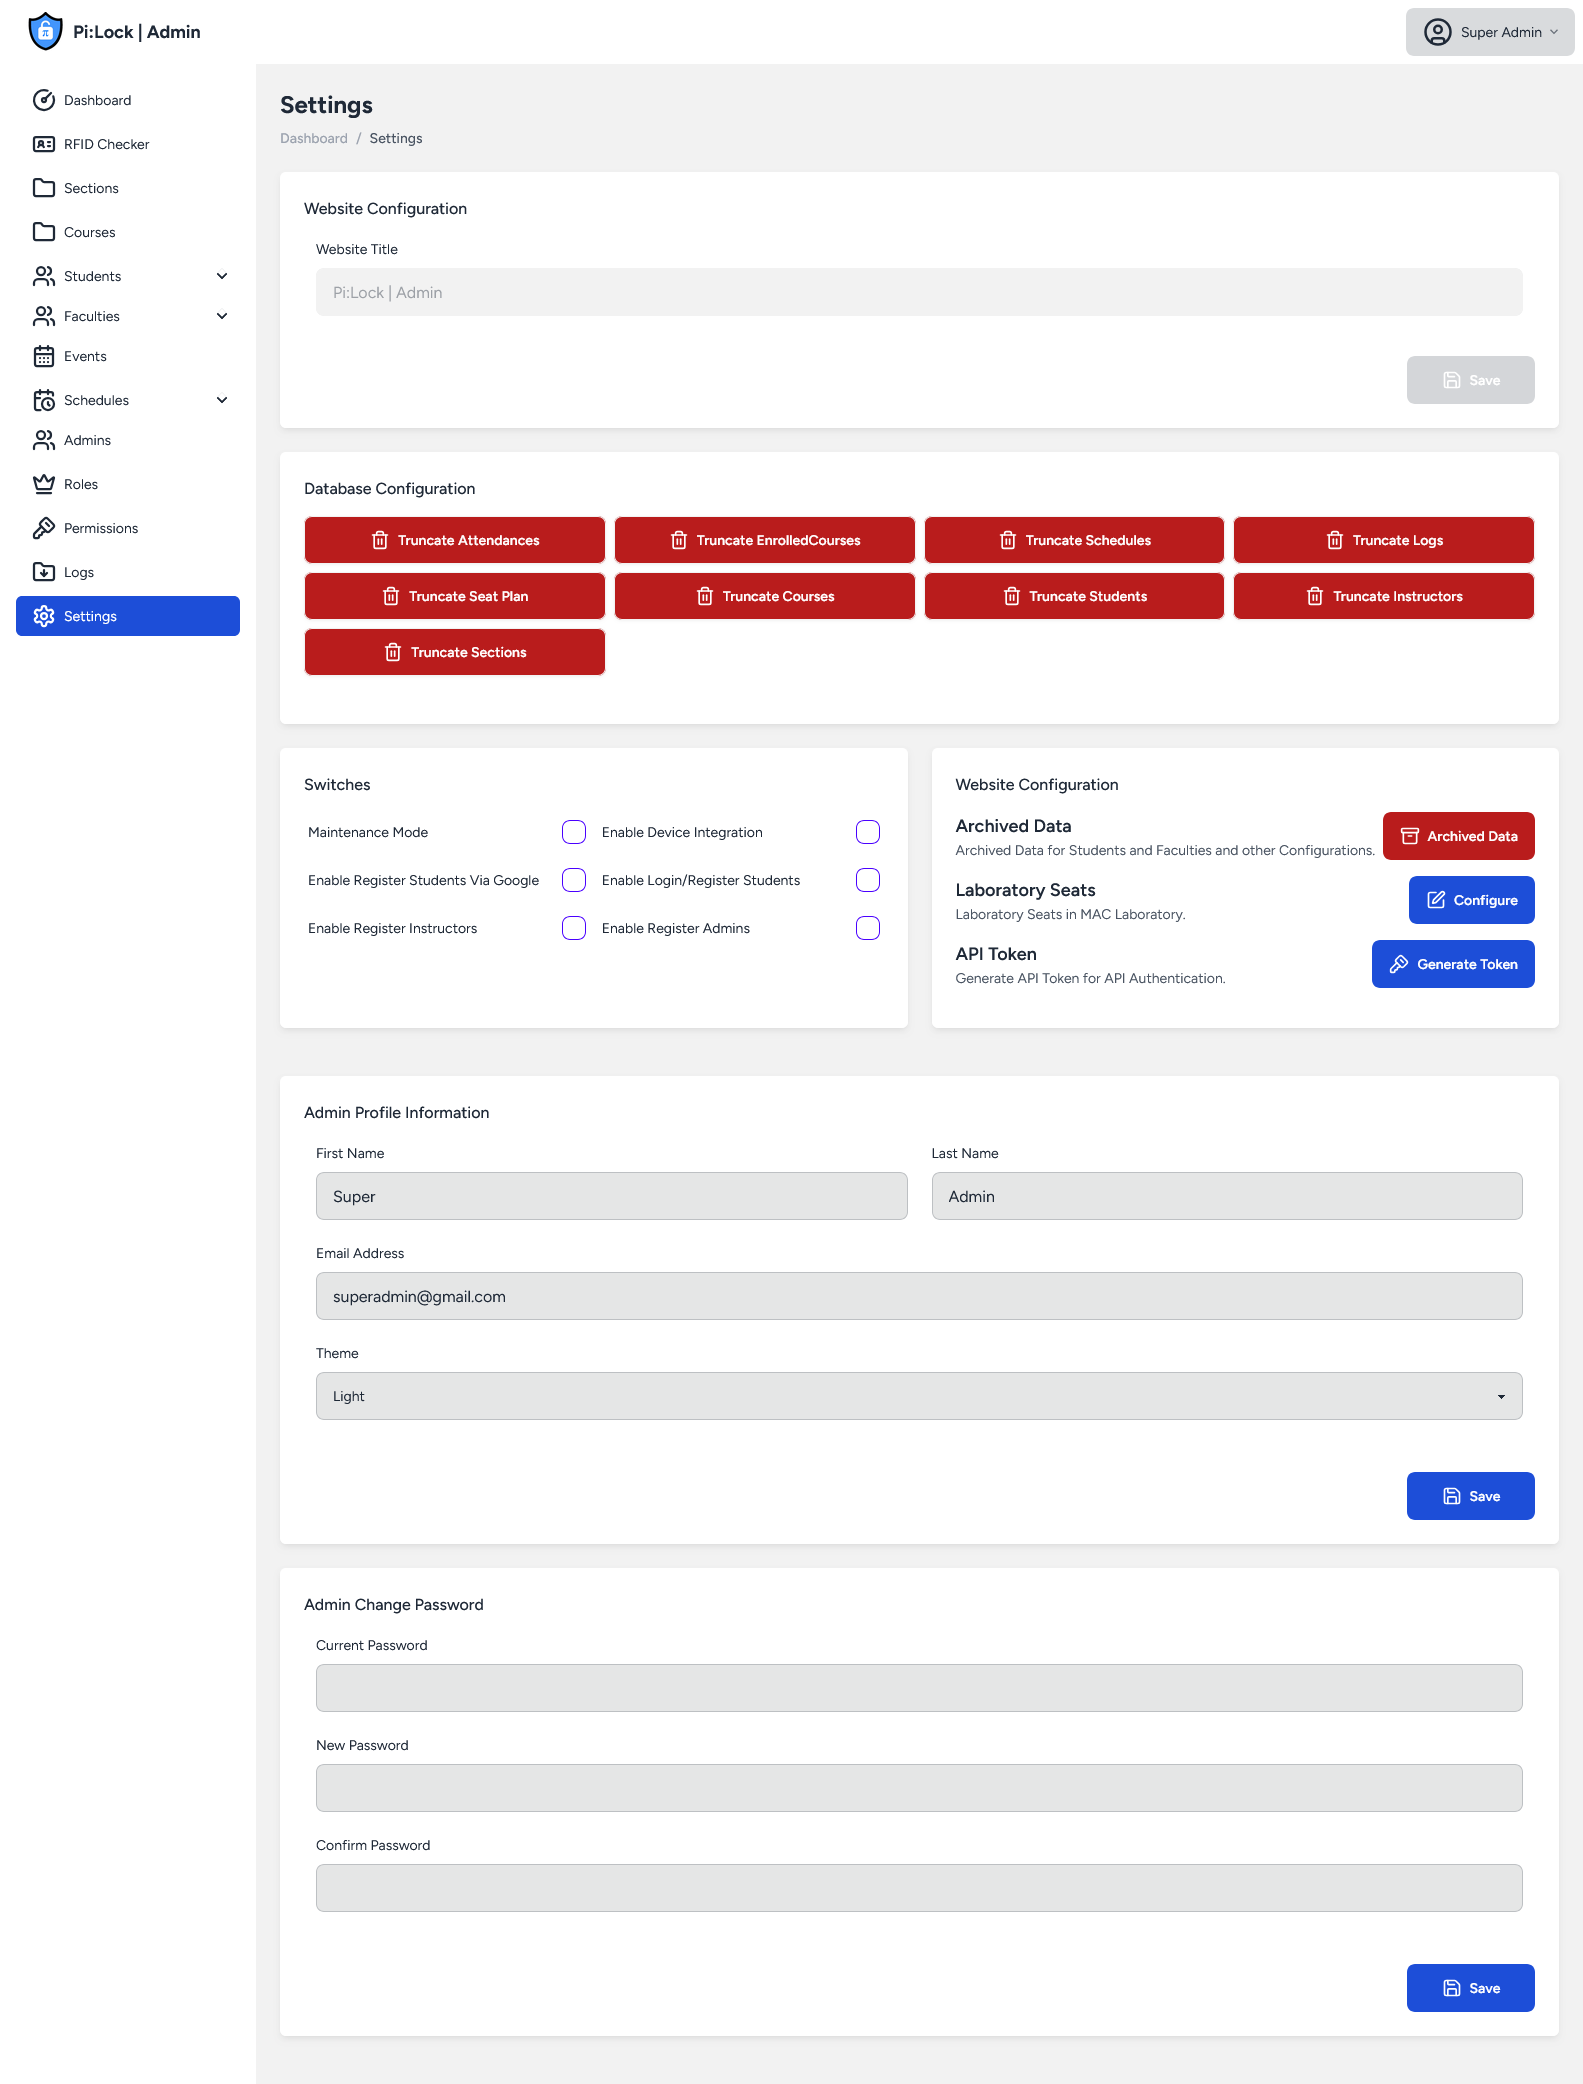 Pi:Lock | Admin
Super Admin
Dashboard
RFID Checker
Sections
Courses
Students
Faculties
Events
Schedules
Admins
Roles
Permissions
Logs
Settings
Settings
Dashboard / Settings
Website Configuration
Website Title
Pi:Lock | Admin
Save
Database Configuration
Truncate Attendances
Truncate EnrolledCourses
Truncate Schedules
Truncate Logs
Truncate Seat Plan
Truncate Courses
Truncate Students
Truncate Instructors
Truncate Sections
Switches
Maintenance Mode
Enable Device Integration
Enable Register Students Via Google
Enable Login/Register Students
Enable Register Instructors
Enable Register Admins
Website Configuration
Archived Data
Archived Data for Students and Faculties and other Configurations.
Archived Data
Laboratory Seats
Laboratory Seats in MAC Laboratory.
Configure
API Token
Generate API Token for API Authentication.
Generate Token
Admin Profile Information
First Name
Last Name
Super
Admin
Email Address
superadmin@gmail.com
Theme
Light
Save
Admin Change Password
Current Password
New Password
Confirm Password
Save